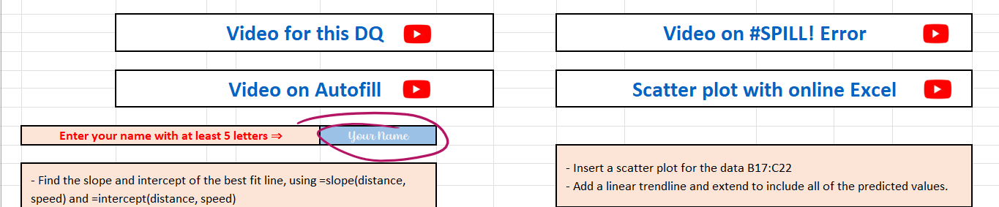 Video for this DQ
Video on #SPILL! Error
Video on Autofill
Scatter plot with online Excel
Enter your name with at least 5 letters ⇒
Your Name
- Find the slope and intercept of the best fit line, using =slope(distance,
speed) and =intercept(distance, speed)
- Insert a scatter plot for the data B17:C22
- Add a linear trendline and extend to include all of the predicted values.